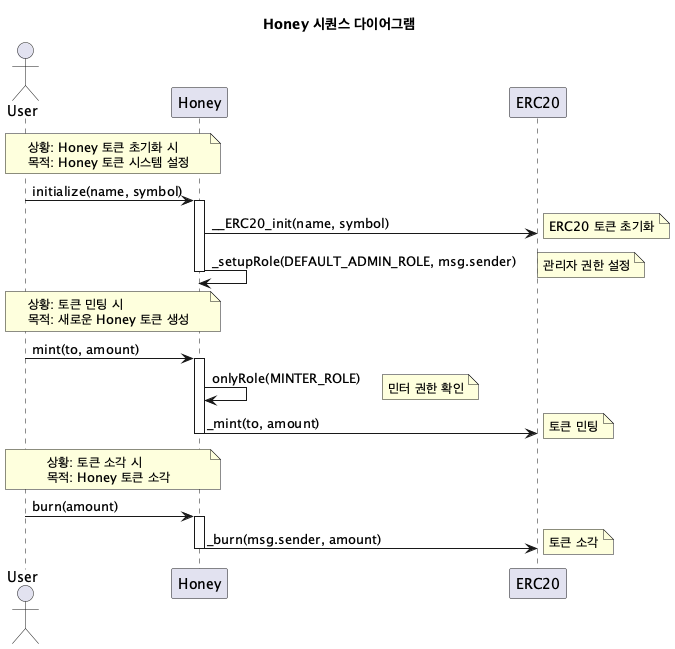 Honey 시퀀스 다이어그램
User
Honey
ERC20
상황: Honey 토큰 초기화 시
목적: Honey 토큰 시스템 설정
initialize(name, symbol)
__ERC20_init(name, symbol)
ERC20 토큰 초기화
_setupRole(DEFAULT_ADMIN_ROLE, msg.sender)
관리자 권한 설정
상황: 토큰 민팅 시
목적: 새로운 Honey 토큰 생성
mint(to, amount)
onlyRole(MINTER_ROLE)
민터 권한 확인
_mint(to, amount)
토큰 민팅
상황: 토큰 소각 시
목적: Honey 토큰 소각
burn(amount)
_burn(msg.sender, amount)
토큰 소각
User
Honey
ERC20